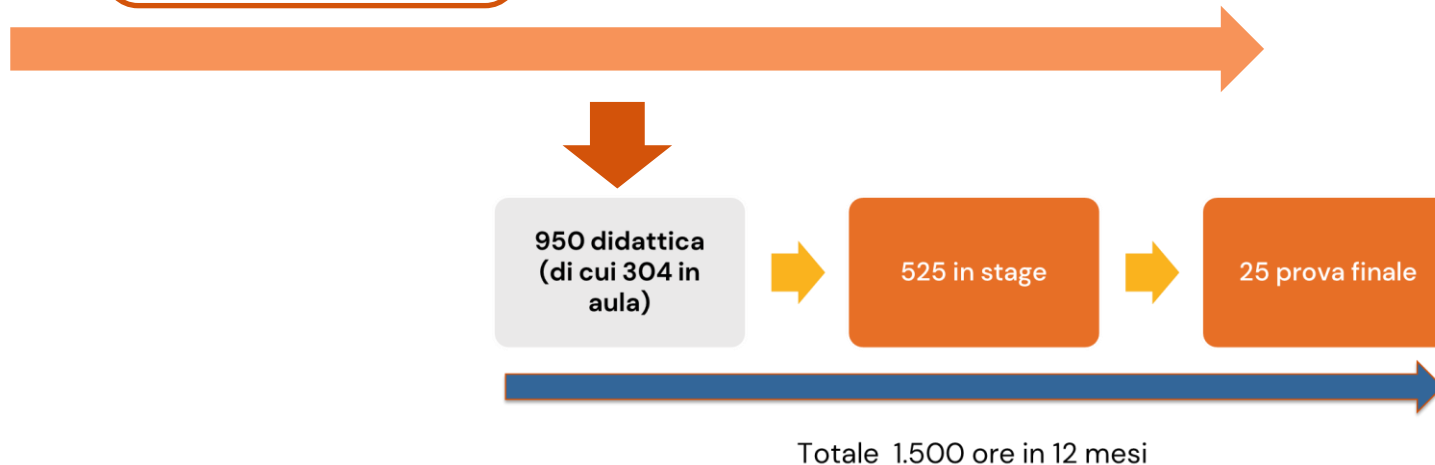 950 didattica
(di cui 304 in
aula)
525 in stage
25 prova finale
Totale 1.500 ore in 12 mesi